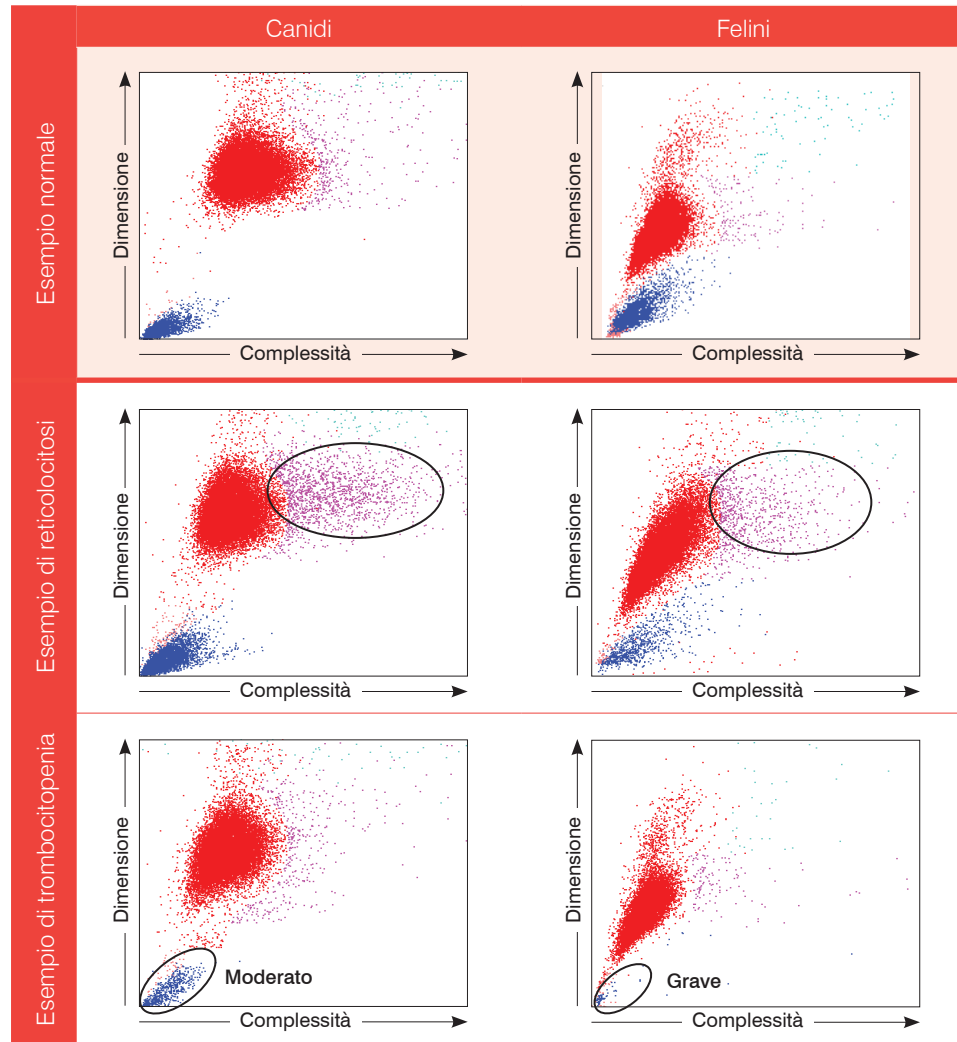 Canidi
Felini
Esempio normale
Dimensione
Complessità
Dimensione
Complessità
Esempio di reticolocitosi
Dimensione
Complessità
Dimensione
Complessità
Esempio di trombocitopenia
Dimensione
Moderato
Complessità
Dimensione
Grave
Complessità